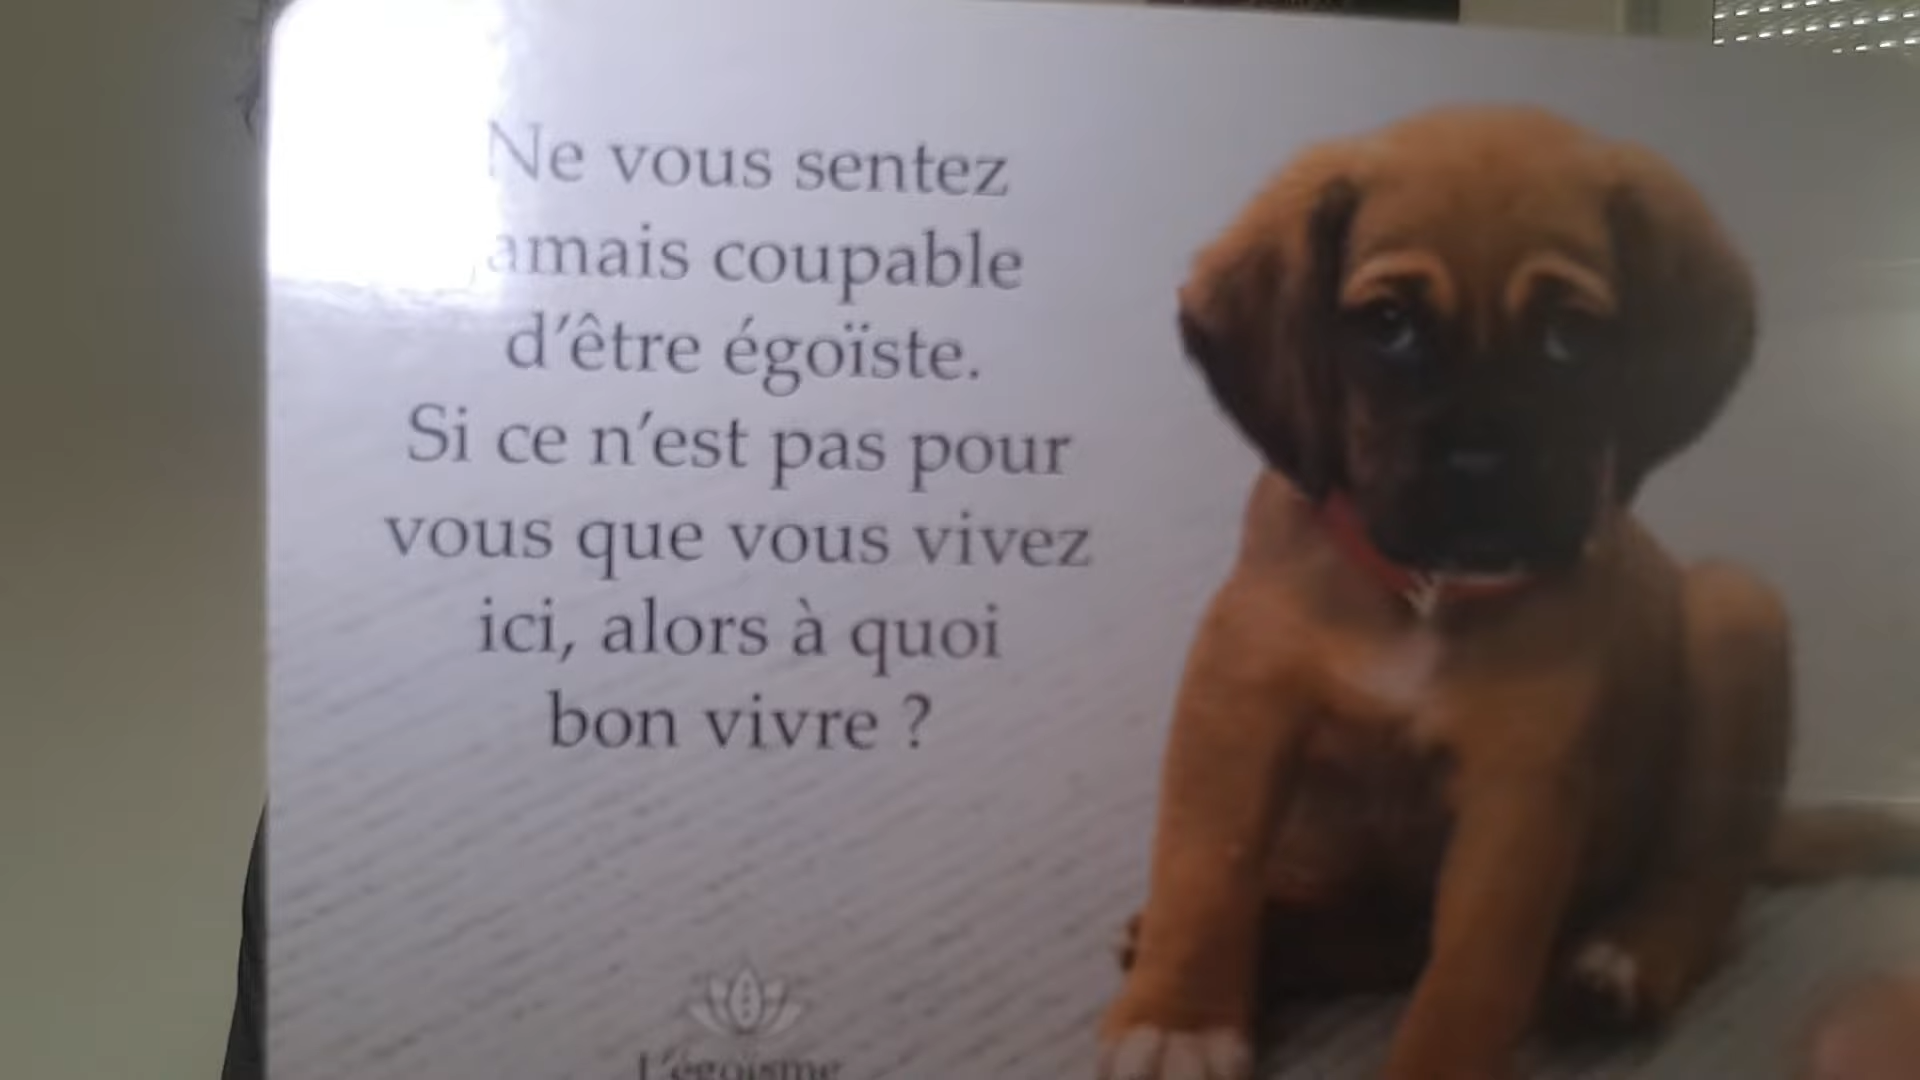 Ne vous sentez
jamais coupable
d'être égoïste.
Si ce n'est pas pour
vous que vous vivez
ici, alors à quoi
bon vivre ?
L'égoïsme